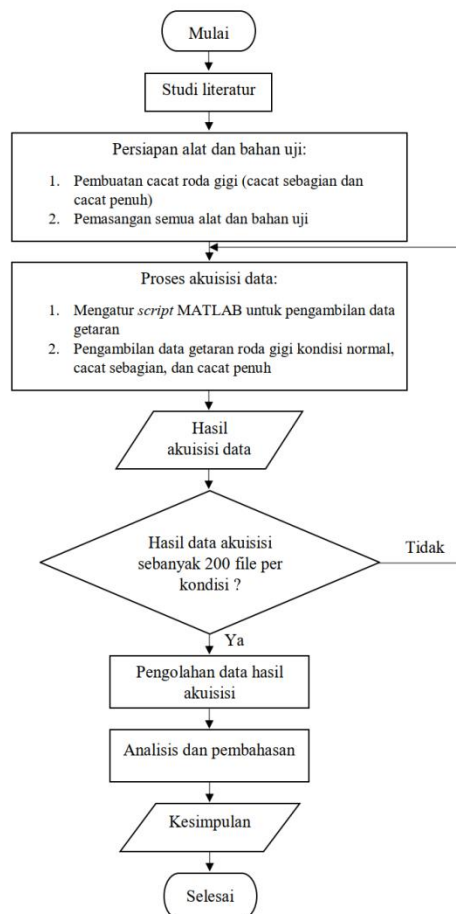 Mulai
Studi literatur
Persiapan alat dan bahan uji:
1. Pembuatan cacat roda gigi (cacat sebagian dan
cacat penuh)
2. Pemasangan semua alat dan bahan uji
Proses akuisisi data:
1. Mengatur script MATLAB untuk pengambilan data
getaran
2. Pengambilan data getaran roda gigi kondisi normal,
cacat sebagian, dan cacat penuh
Hasil
akuisisi data
Hasil data akuisisi
sebanyak 200 file per
kondisi ?
Tidak
Ya
Pengolahan data hasil
akuisisi
Analisis dan pembahasan
Kesimpulan
Selesai